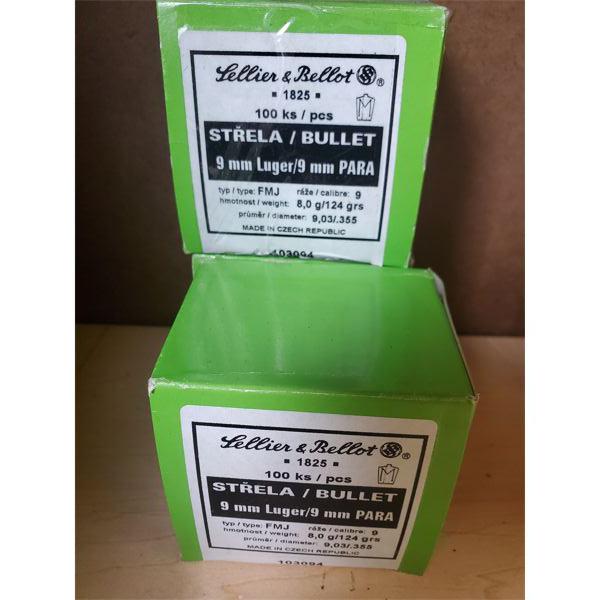 Sellier & Bellot ®
▪ 1825 ▪
100 ks / pcs
STŘELA / BULLET
9 mm Luger/9 mm PARA
typ / type: FMJ ráže / calibre: 9
hmotnost / weight: 8,0 g/124 grs
průměr / diameter: 9,03/.355
MADE IN CZECH REPUBLIC
103094
Sellier & Bellot ®
▪ 1825 ▪
100 ks / pcs
STŘELA / BULLET
9 mm Luger/9 mm PARA
typ / type: FMJ ráže / calibre: 9
hmotnost / weight: 8,0 g/124 grs
průměr / diameter: 9,03/.355
MADE IN CZECH REPUBLIC
103094